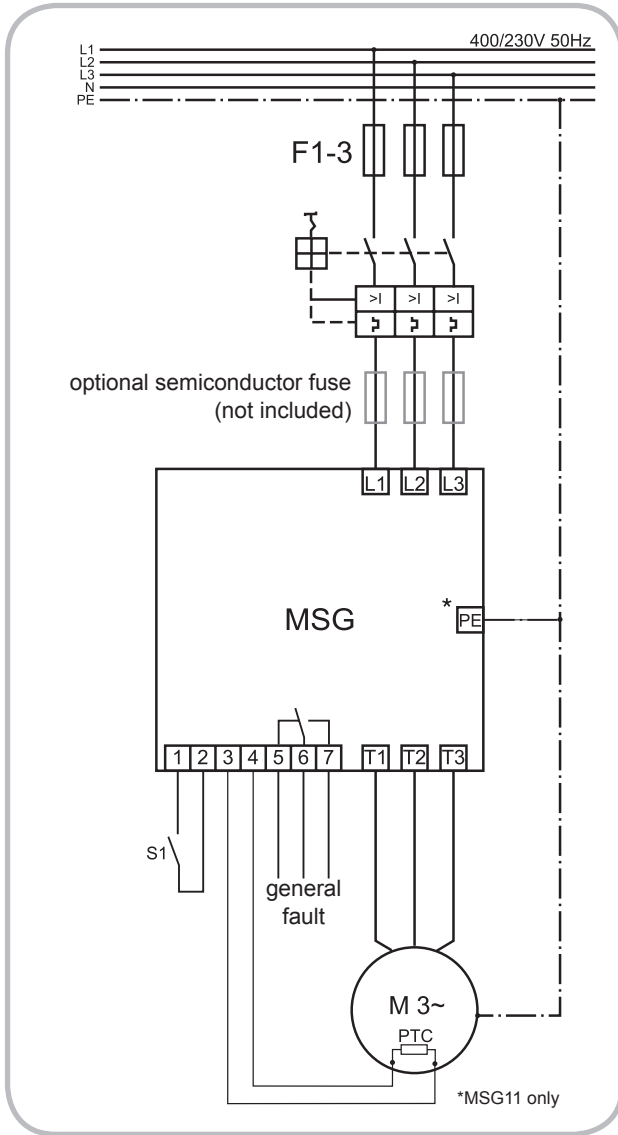 400/230V 50Hz
L1
L2
L3
N
PE
F1-3
>I >I >I
optional semiconductor fuse
(not included)
L1 L2 L3
MSG
*
PE
1 2 3 4 5 6 7 T1 T2 T3
S1
general
fault
M 3~
PTC
*MSG11 only